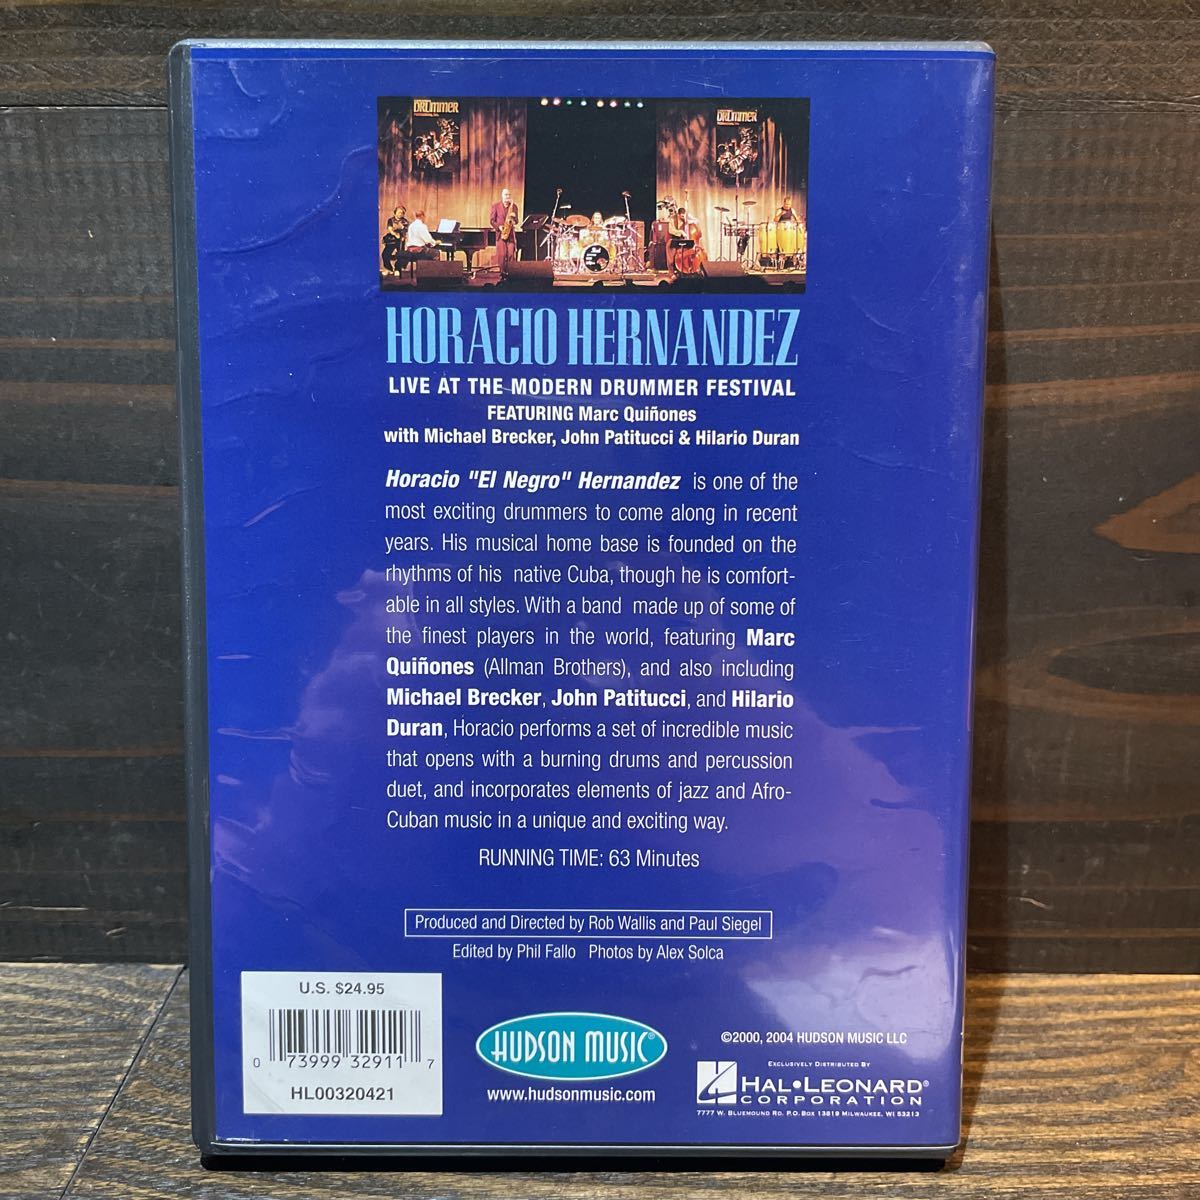 DRUMMER
DRUMMER
HORACIO HERNANDEZ
LIVE AT THE MODERN DRUMMER FESTIVAL
FEATURING Marc Quiñones
with Michael Brecker, John Patitucci & Hilario Duran
Horacio "El Negro" Hernandez is one of the
most exciting drummers to come along in recent
years. His musical home base is founded on the
rhythms of his native Cuba, though he is comfort-
able in all styles. With a band made up of some of
the finest players in the world, featuring Marc
Quiñones (Allman Brothers), and also including
Michael Brecker, John Patitucci, and Hilario
Duran, Horacio performs a set of incredible music
that opens with a burning drums and percussion
duet, and incorporates elements of jazz and Afro-
Cuban music in a unique and exciting way.
RUNNING TIME: 63 Minutes
Produced and Directed by Rob Wallis and Paul Siegel
Edited by Phil Fallo Photos by Alex Solca
U.S. $24.95
0 73999 32911 7
HL00320421
HUDSON MUSIC®
www.hudsonmusic.com
©2000, 2004 HUDSON MUSIC LLC
EXCLUSIVELY DISTRIBUTED BY
HAL•LEONARD®
CORPORATION
7777 W. BLUEMOUND RD. P.O. BOX 13819 MILWAUKEE, WI 53213